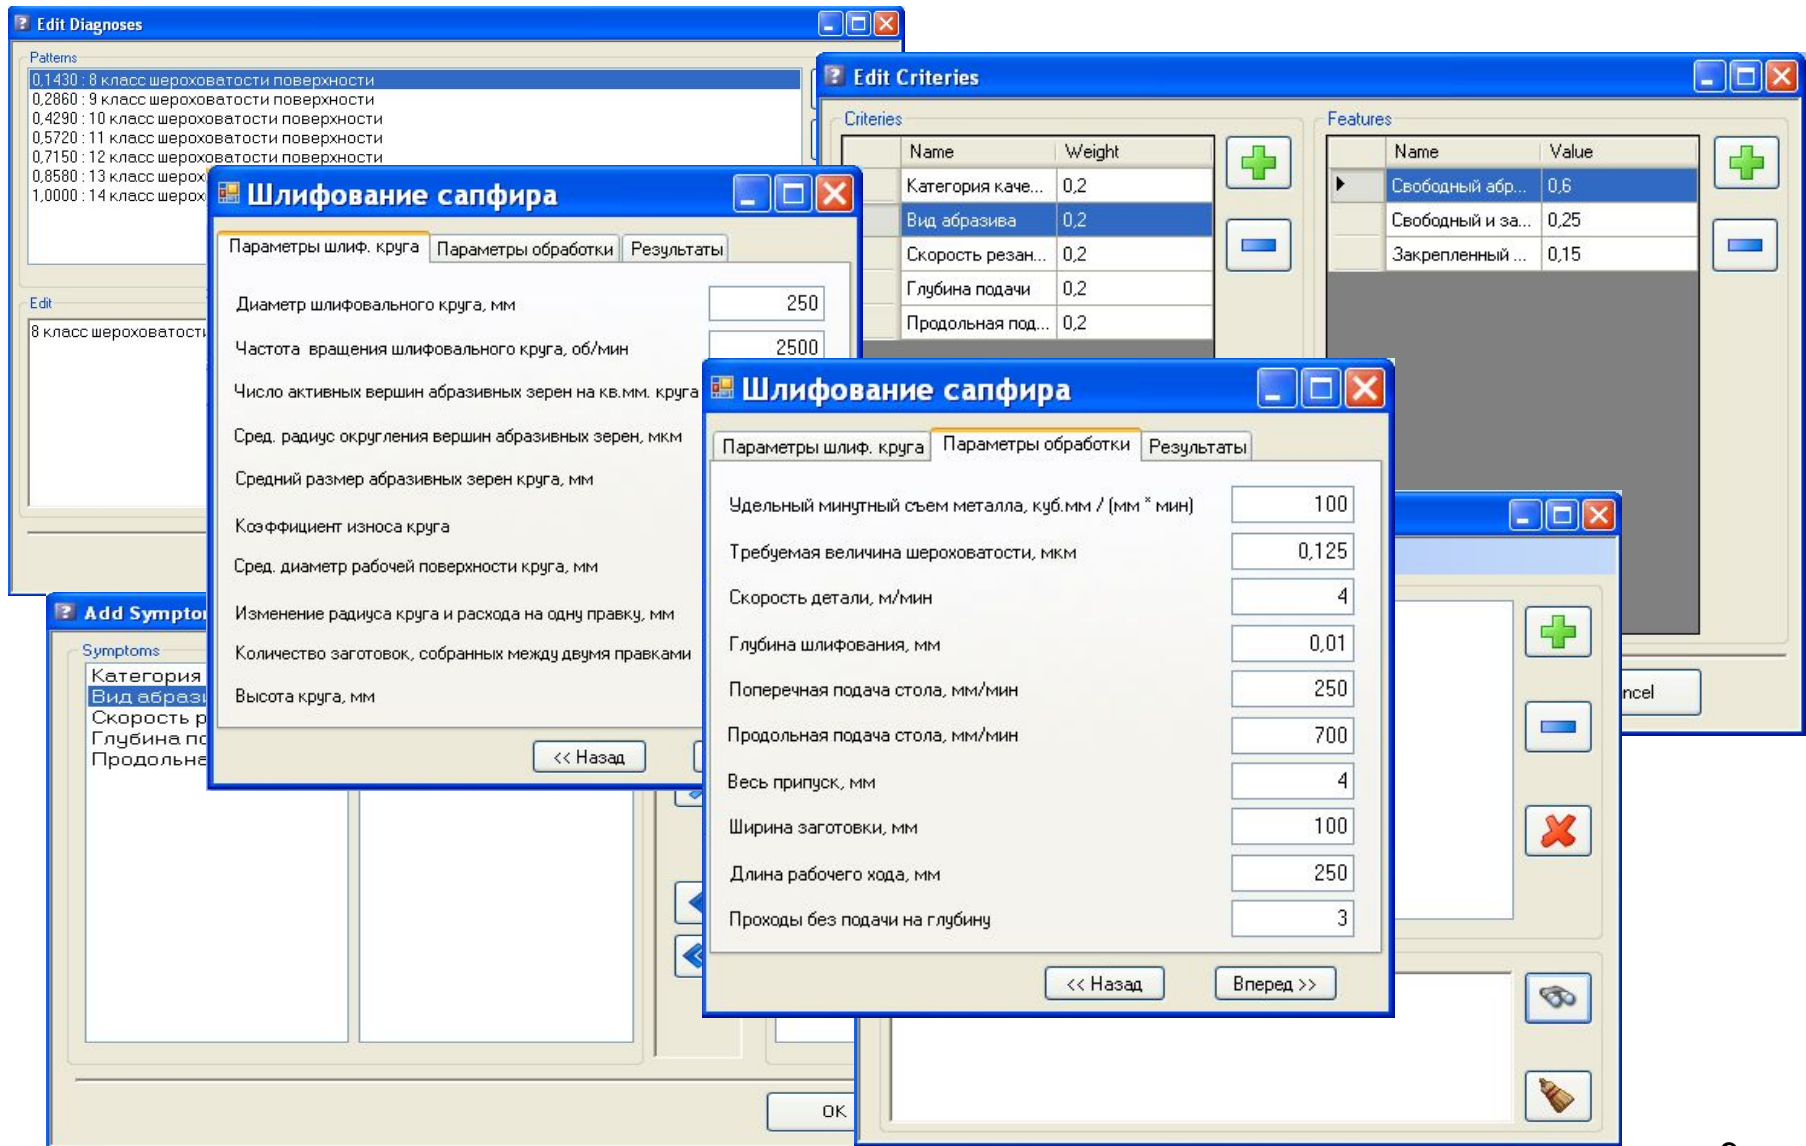 Edit Diagnoses
Patterns
0,1430 : 8 класс шероховатости поверхности
0,2860 : 9 класс шероховатости поверхности
0,4290 : 10 класс шероховатости поверхности
0,5720 : 11 класс шероховатости поверхности
0,7150 : 12 класс шероховатости поверхности
0,8580 : 13 класс
1,0000 : 14 класс
Edit
8 класс шероховатости
Edit Criteries
Criteries
Name Weight
Категория каче... 0,2
Вид абразива 0,2
Скорость резан... 0,2
Глубина подачи 0,2
Продольная под... 0,2
Features
Name Value
Свободный абр... 0,6
Свободный и за... 0,25
Закрепленный ... 0,15
Шлифование сапфира
Параметры шлиф. круга Параметры обработки Результаты
Диаметр шлифовального круга, мм 250
Частота вращения шлифовального круга, об/мин 2500
Число активных вершин абразивных зерен на кв.мм. круга
Сред. радиус округления вершин абразивных зерен, мкм
Средний размер абразивных зерен круга, мм
Коэффициент износа круга
Сред. диаметр рабочей поверхности круга, мм
Изменение радиуса круга и расхода на одну правку, мм
Количество заготовок, собранных между двумя правками
Высота круга, мм
<< Назад
Шлифование сапфира
Параметры шлиф. круга Параметры обработки Результаты
Удельный минутный съем металла, куб.мм / (мм * мин) 100
Требуемая величина шероховатости, мкм 0,125
Скорость детали, м/мин 4
Глубина шлифования, мм 0,01
Поперечная подача стола, мм/мин 250
Продольная подача стола, мм/мин 700
Весь припуск, мм 4
Ширина заготовки, мм 100
Длина рабочего хода, мм 250
Проходы без подачи на глубину 3
<< Назад Вперед >>
Add
Symptoms
Категория
Вид
Скорость
Глубина
OK